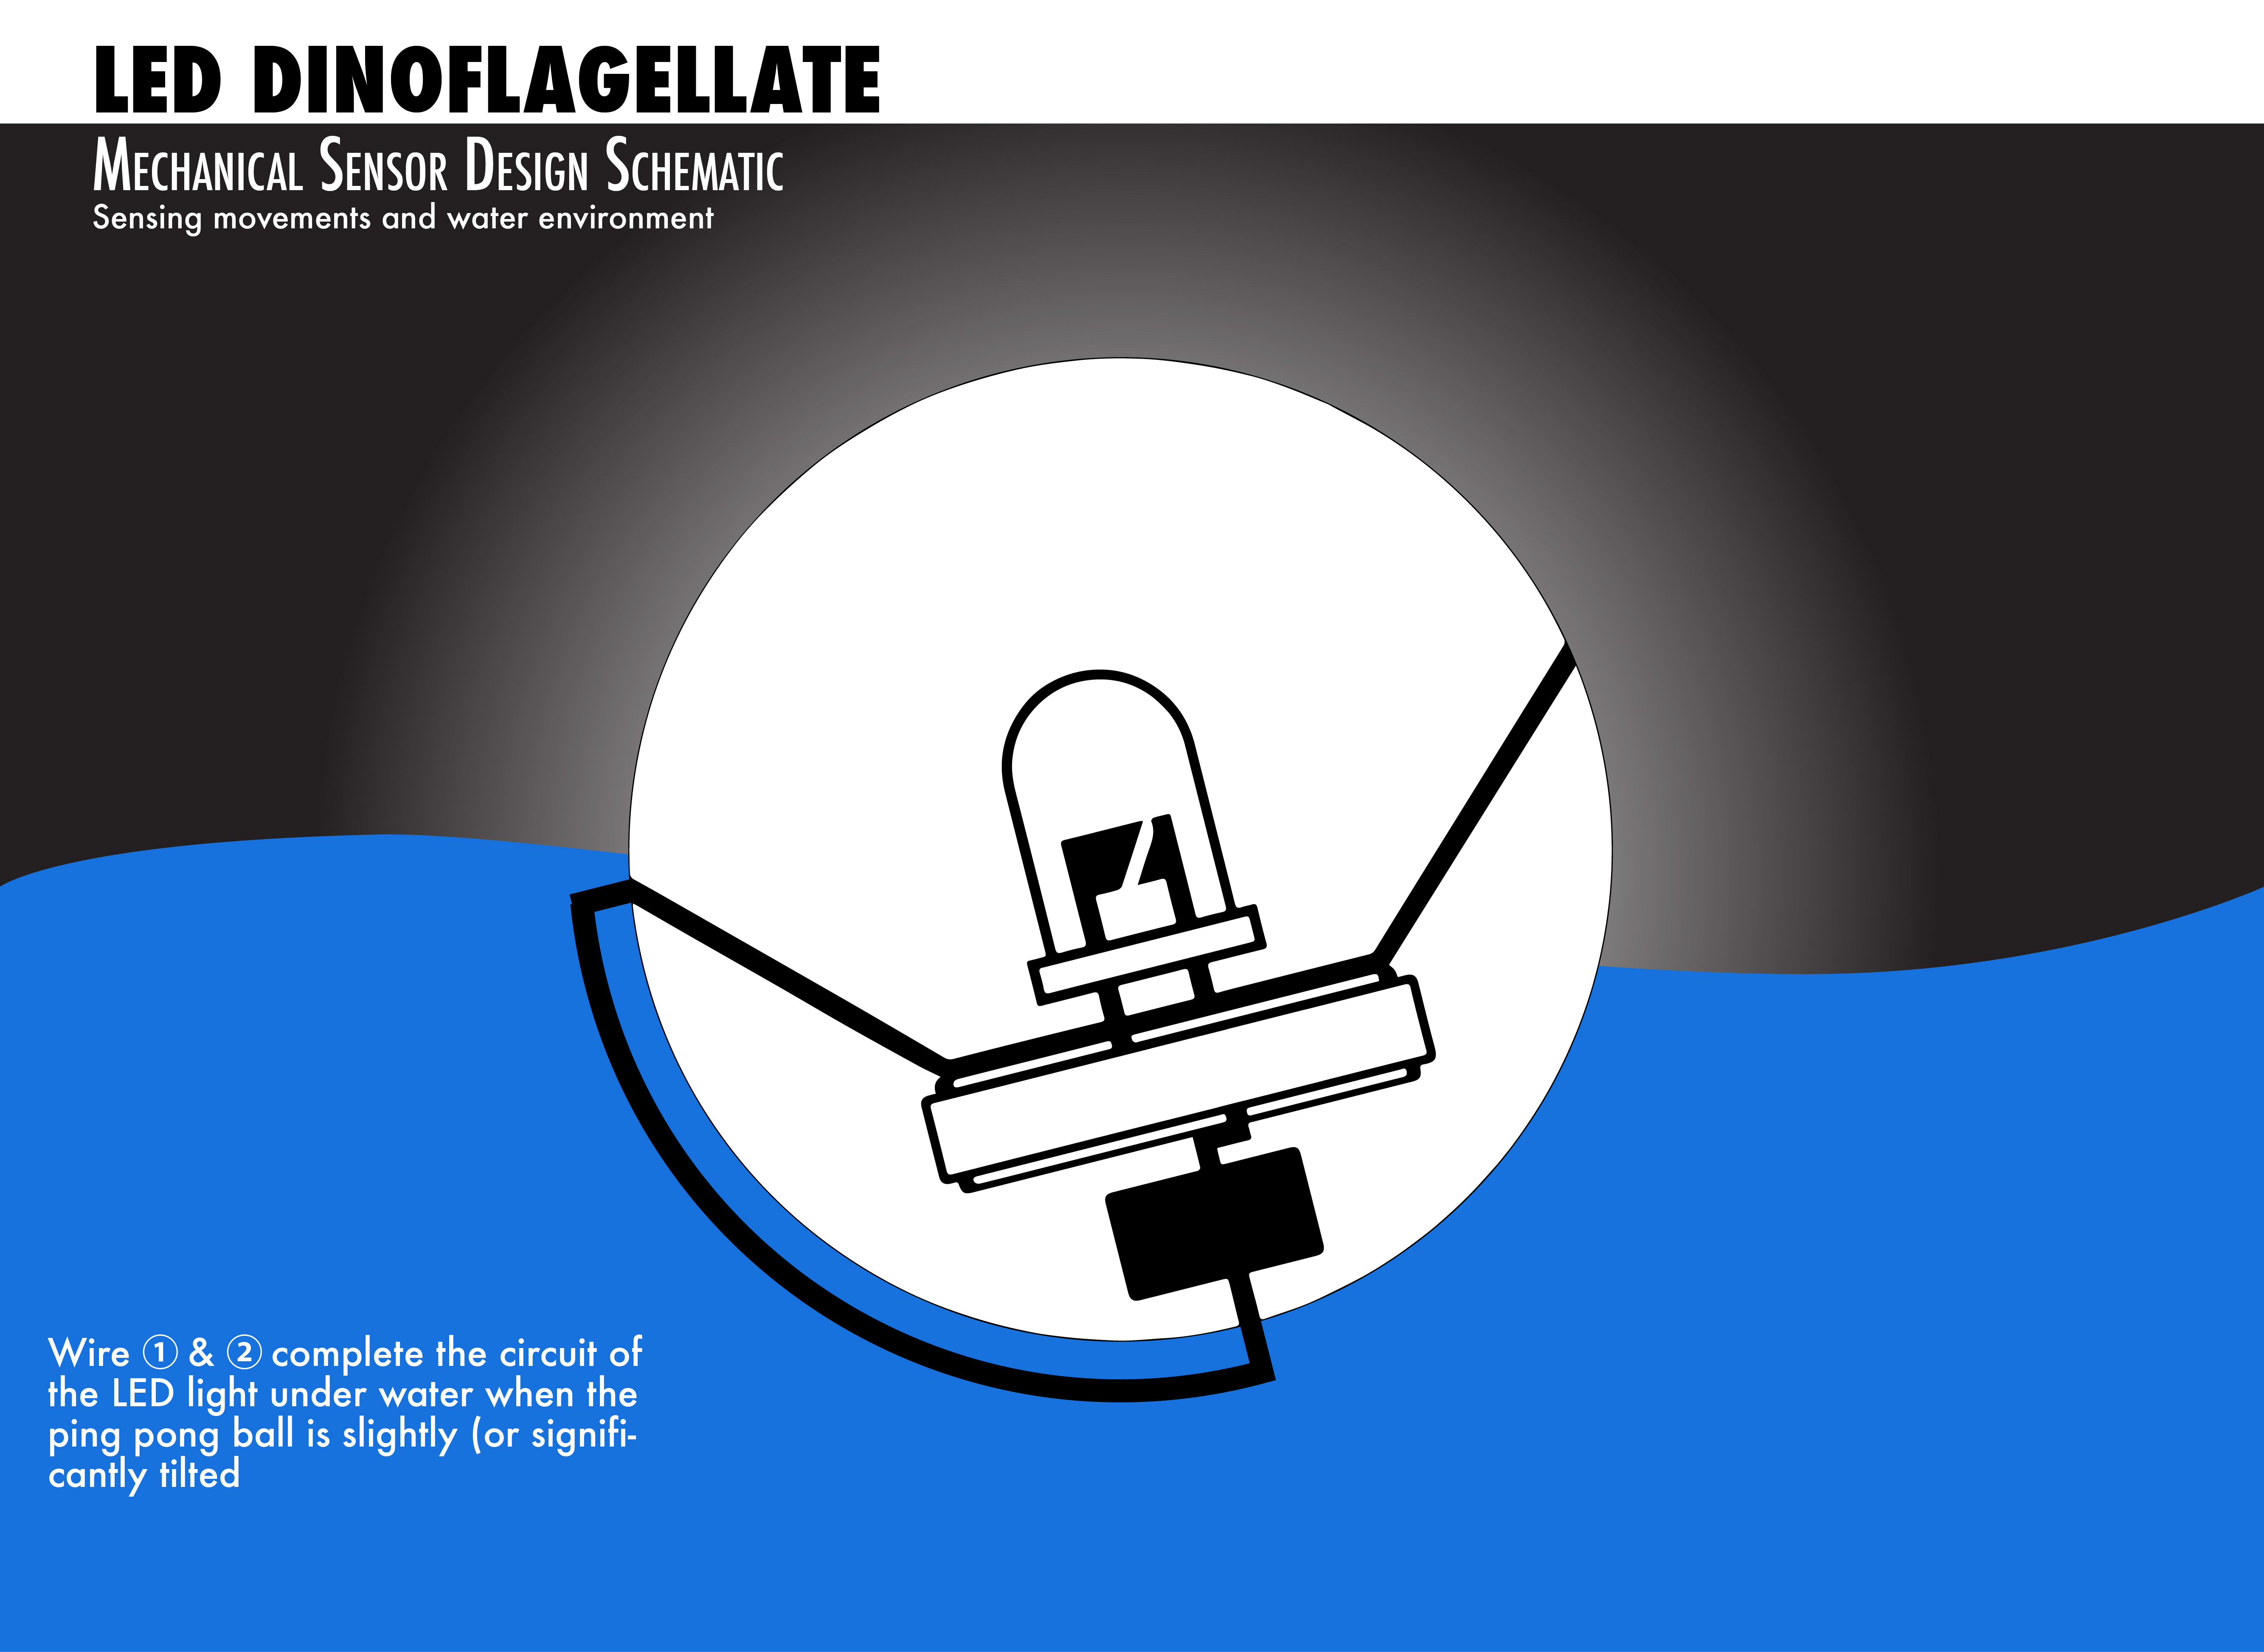 LED DINOFLAGELLATE
Mechanical Sensor Design Schematic
Sensing movements and water environment
Wire ① & ② complete the circuit of
the LED light under water when the
ping pong ball is slightly (or signifi-
cantly tilted